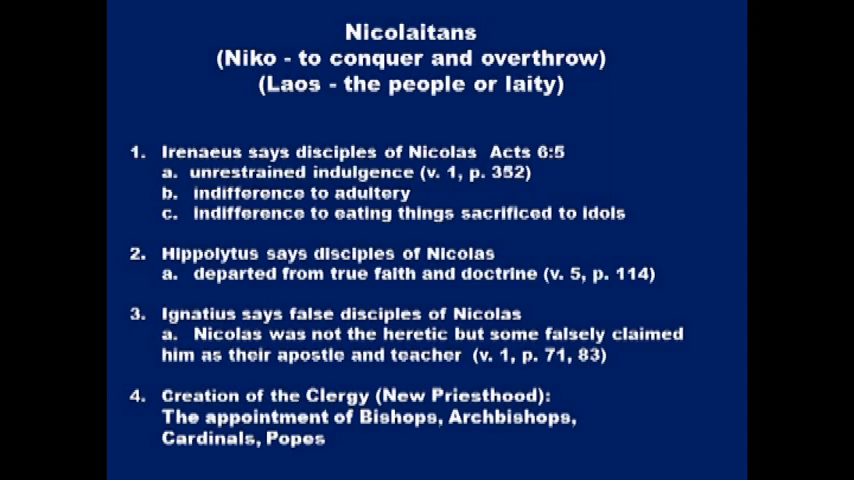 Nicolaitans
(Niko - to conquer and overthrow)
(Laos - the people or laity)
1. Irenaeus says disciples of Nicolas Acts 6:5
a. unrestrained indulgence (v. 1, p. 352)
b. indifference to adultery
c. indifference to eating things sacrificed to idols
2. Hippolytus says disciples of Nicolas
a. departed from true faith and doctrine (v. 5, p. 114)
3. Ignatius says false disciples of Nicolas
a. Nicolas was not the heretic but some falsely claimed
him as their apostle and teacher (v. 1, p. 71, 83)
4. Creation of the Clergy (New Priesthood):
The appointment of Bishops, Archbishops,
Cardinals, Popes